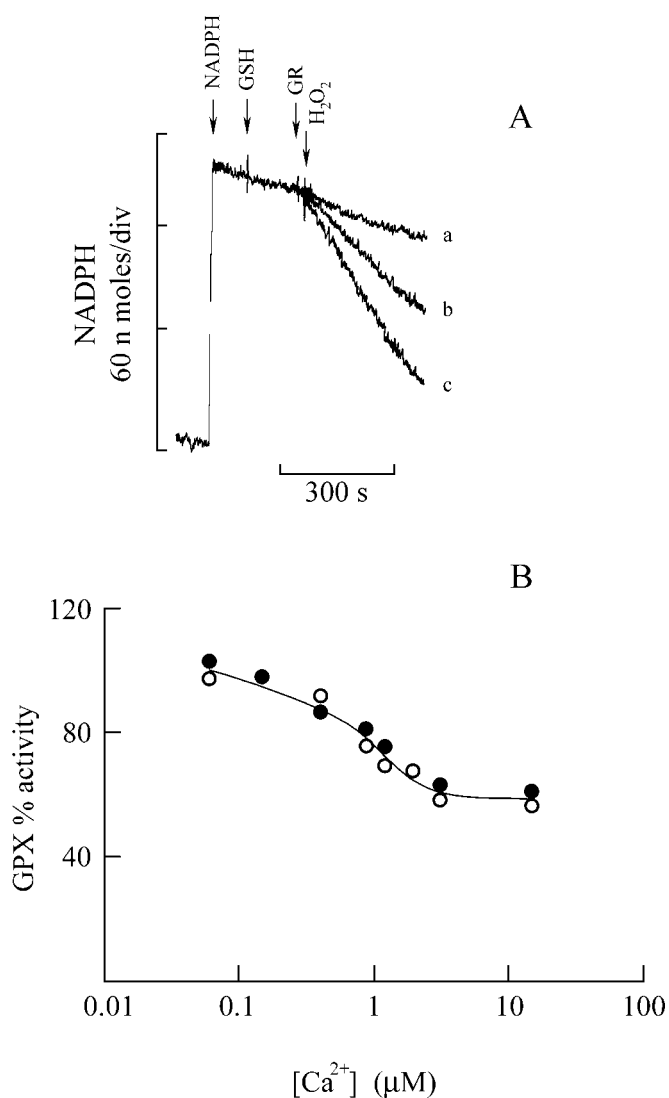 NADPH
GSH
GR
H₂O₂
A
NADPH
60 n moles/div
a
b
c
300 s
B
120
80
40
GPX % activity
0.01 0.1 1 10 100
[Ca²⁺] (μM)